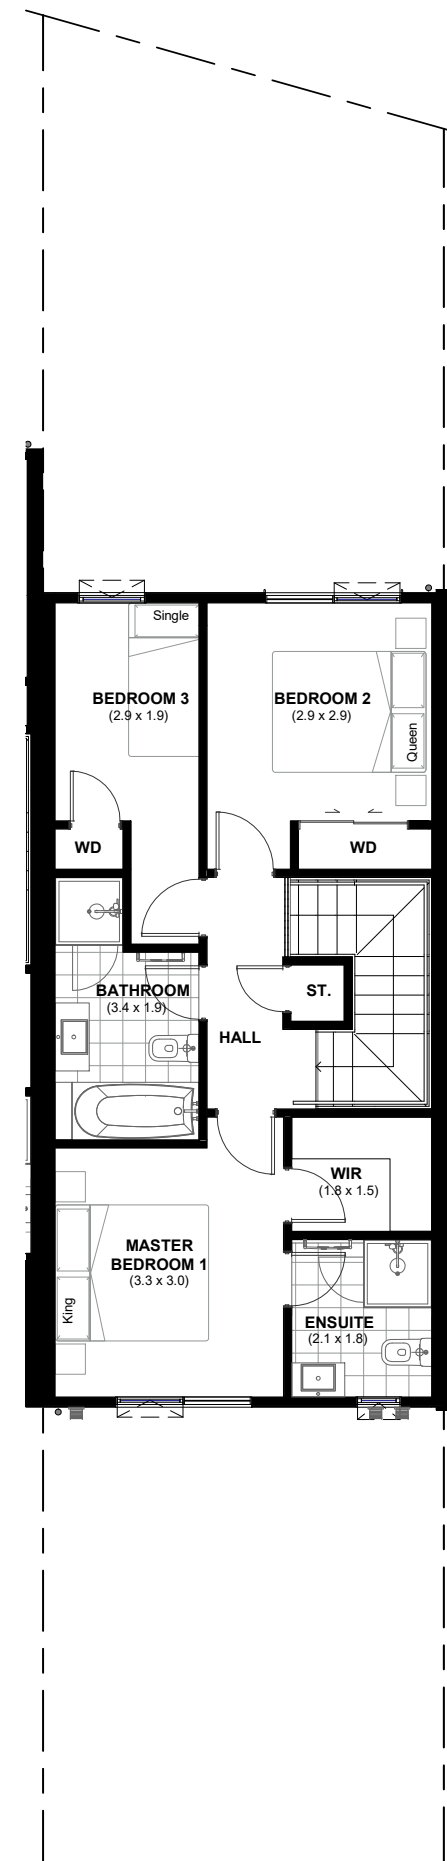 Single
BEDROOM 3
(2.9 x 1.9)
BEDROOM 2
(2.9 x 2.9)
Queen
WD
WD
BATHROOM
(3.4 x 1.9)
ST.
HALL
WIR
(1.8 x 1.5)
MASTER
BEDROOM 1
(3.3 x 3.0)
King
ENSUITE
(2.1 x 1.8)